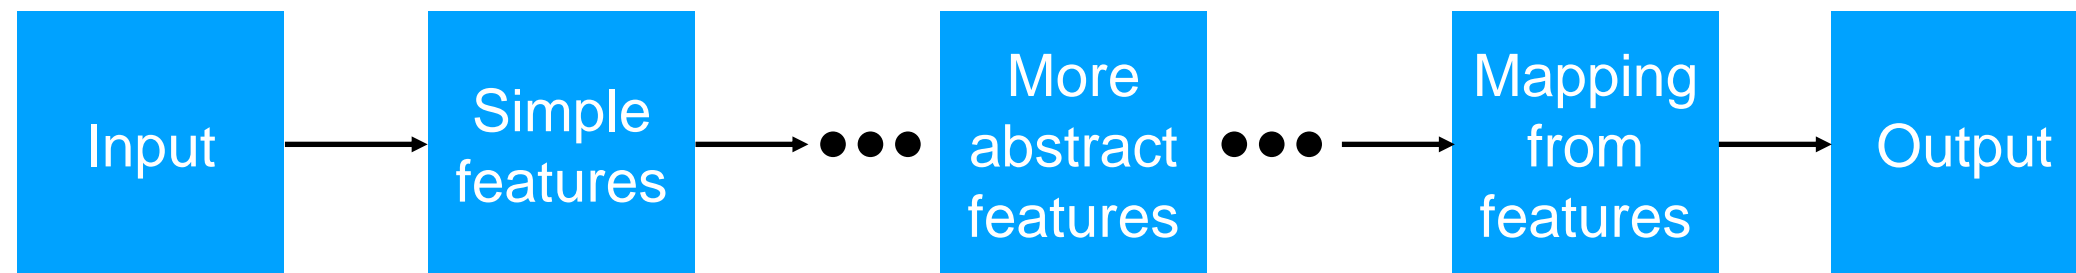 Input
Simple
features
More
abstract
features
Mapping
from
features
Output